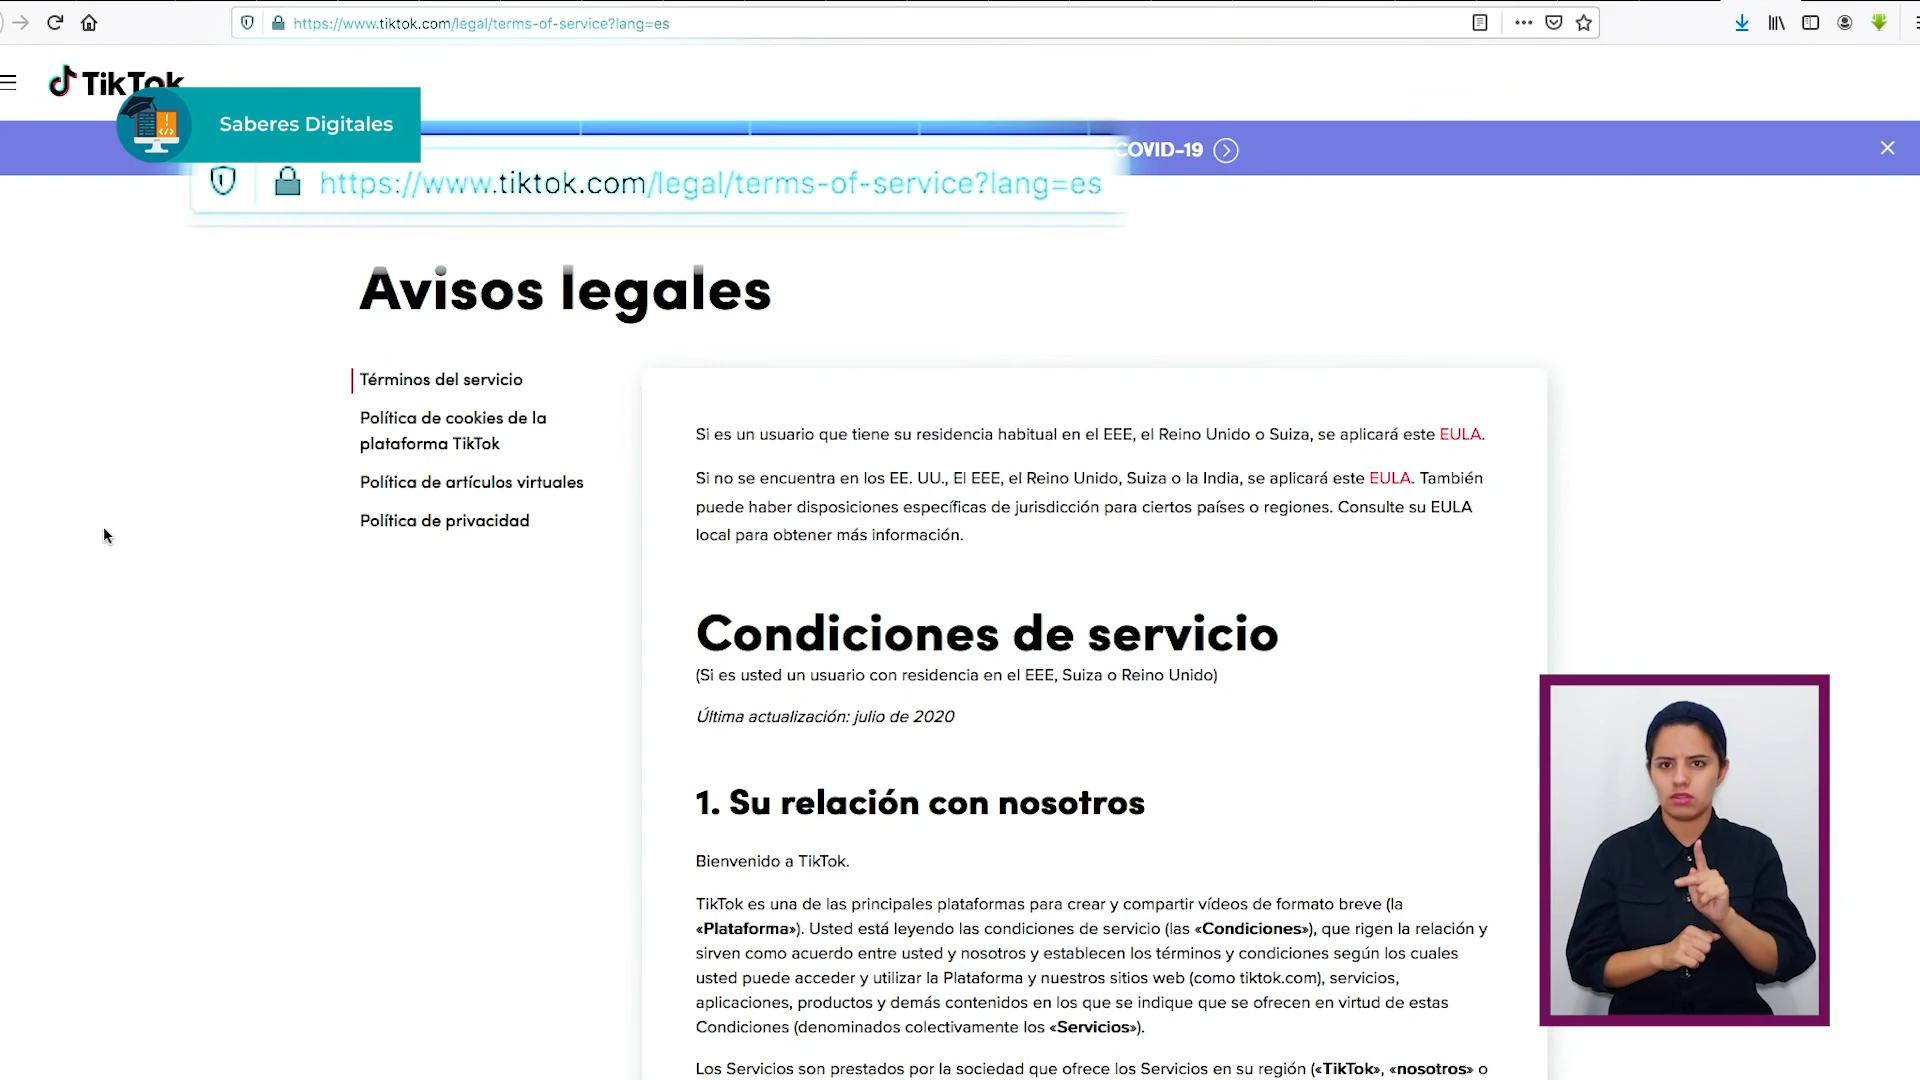 https://www.tiktok.com/legal/terms-of-service?lang=es
TikTok
Saberes Digitales
COVID-19
https://www.tiktok.com/legal/terms-of-service?lang=es
Avisos legales
Términos del servicio
Política de cookies de la
plataforma TikTok
Política de artículos virtuales
Política de privacidad
Si es un usuario que tiene su residencia habitual en el EEE, el Reino Unido o Suiza, se aplicará este EULA.
Si no se encuentra en los EE. UU., El EEE, el Reino Unido, Suiza o la India, se aplicará este EULA. También
puede haber disposiciones específicas de jurisdicción para ciertos países o regiones. Consulte su EULA
local para obtener más información.
Condiciones de servicio
(Si es usted un usuario con residencia en el EEE, Suiza o Reino Unido)
Última actualización: julio de 2020
1. Su relación con nosotros
Bienvenido a TikTok.
TikTok es una de las principales plataformas para crear y compartir vídeos de formato breve (la
«Plataforma»). Usted está leyendo las condiciones de servicio (las «Condiciones»), que rigen la relación y
sirven como acuerdo entre usted y nosotros y establecen los términos y condiciones según los cuales
usted puede acceder y utilizar la Plataforma y nuestros sitios web (como tiktok.com), servicios,
aplicaciones, productos y demás contenidos en los que se indique que se ofrecen en virtud de estas
Condiciones (denominados colectivamente los «Servicios»).
Los Servicios son prestados por la sociedad que ofrece los Servicios en su región («TikTok», «nosotros» o